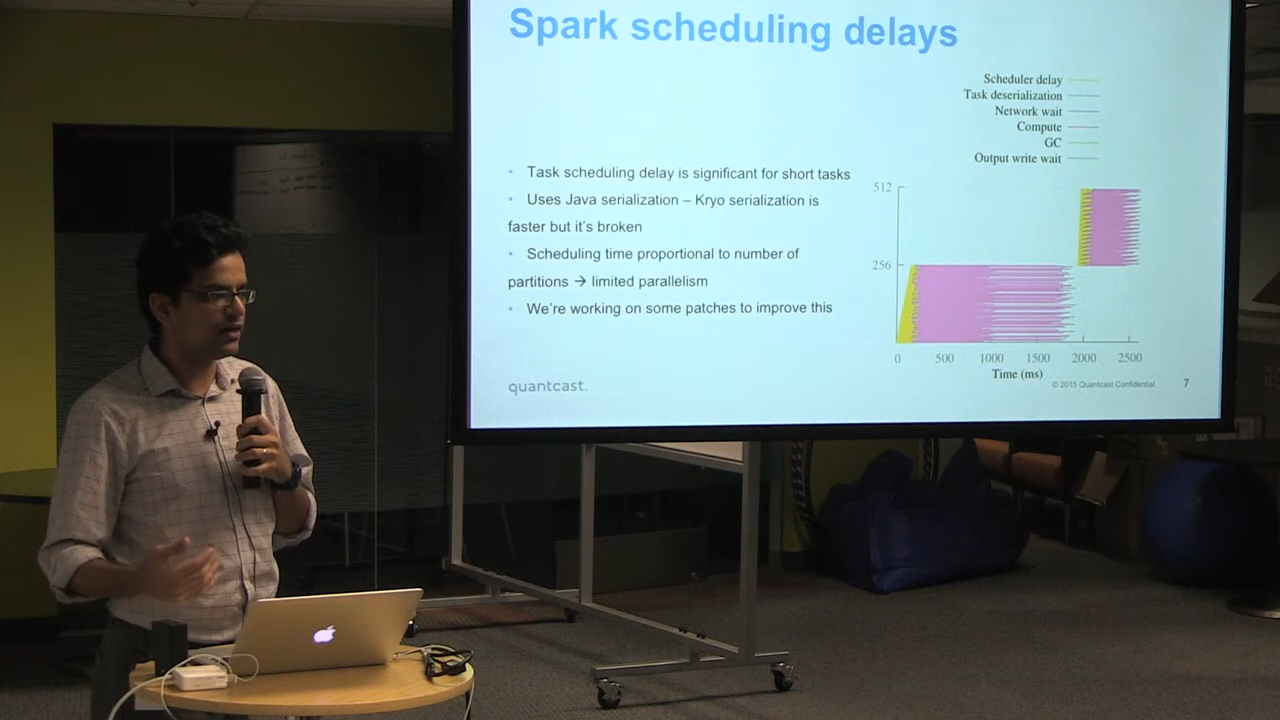 Spark scheduling delays
Scheduler delay
Task deserialization
Network wait
Compute
GC
Output write wait
• Task scheduling delay is significant for short tasks
• Uses Java serialization – Kryo serialization is
faster but it's broken
• Scheduling time proportional to number of
partitions → limited parallelism
• We're working on some patches to improve this
512
256
0 500 1000 1500 2000 2500
Time (ms)
quantcast.
© 2015 Quantcast Confidential 7